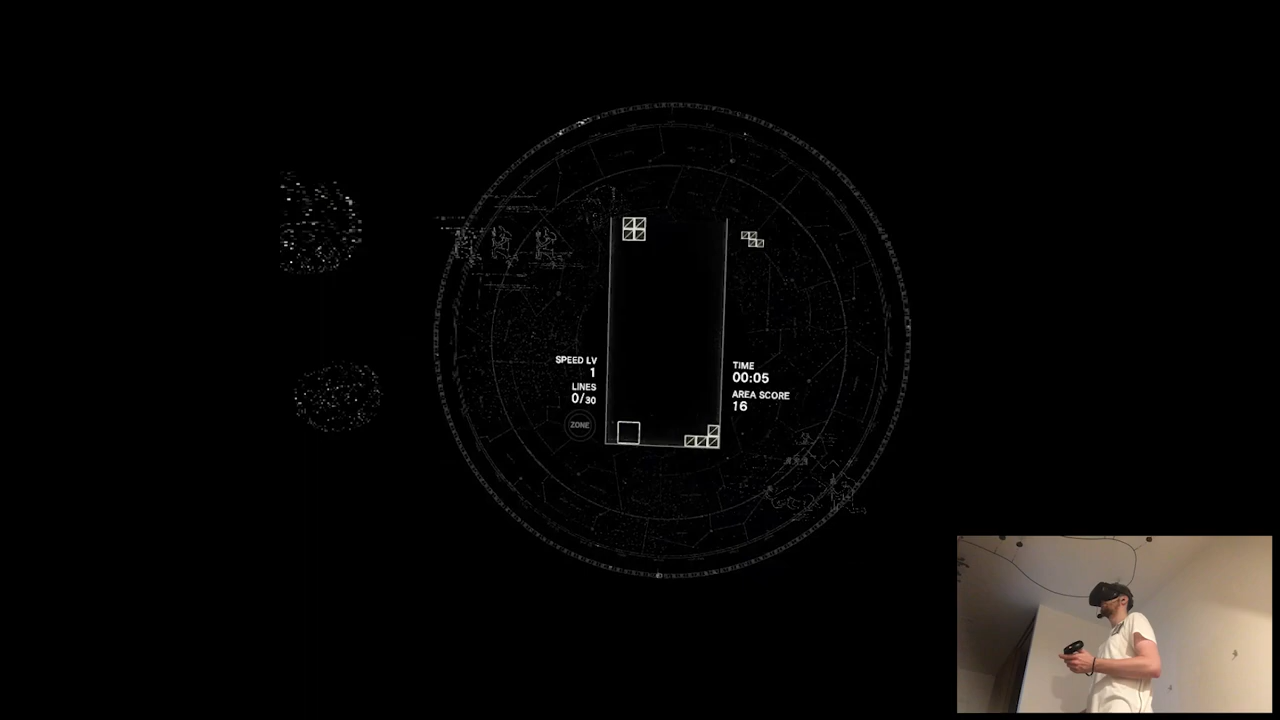 SPEED LV
1
LINES
0/30
ZONE
TIME
00:05
AREA SCORE
16